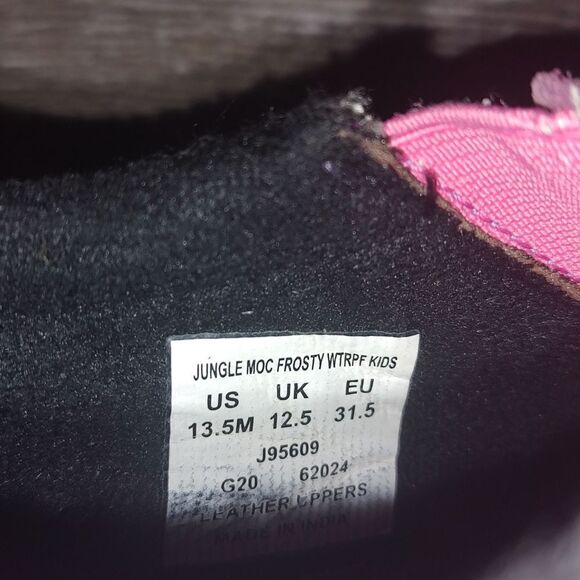 JUNGLE MOC FROSTY WTRPF KIDS
US UK EU
13.5M 12.5 31.5
J95609
G20 62024
LEATHER UPPERS
MADE IN INDIA